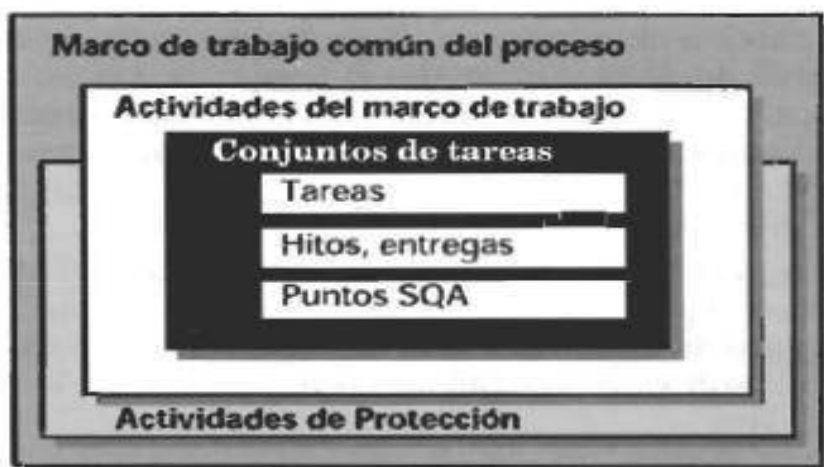 Marco de trabajo común del proceso
Actividades del marco de trabajo
Conjuntos de tareas
Tareas
Hitos, entregas
Puntos SQA
Actividades de Protección